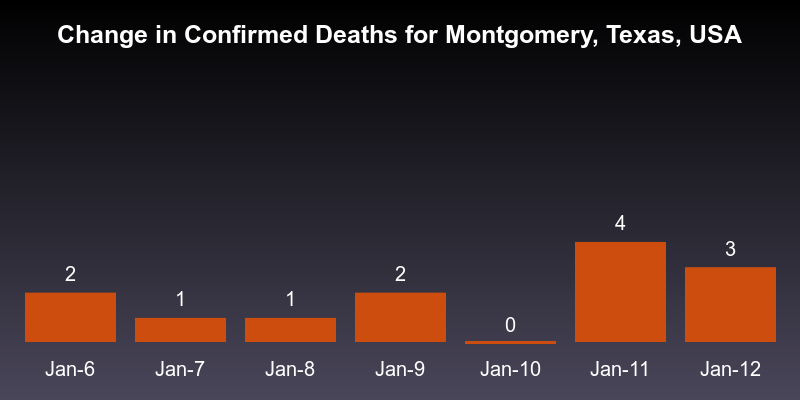 Change in Confirmed Deaths for Montgomery, Texas, USA
2 1 1 2 0 4 3
Jan-6 Jan-7 Jan-8 Jan-9 Jan-10 Jan-11 Jan-12